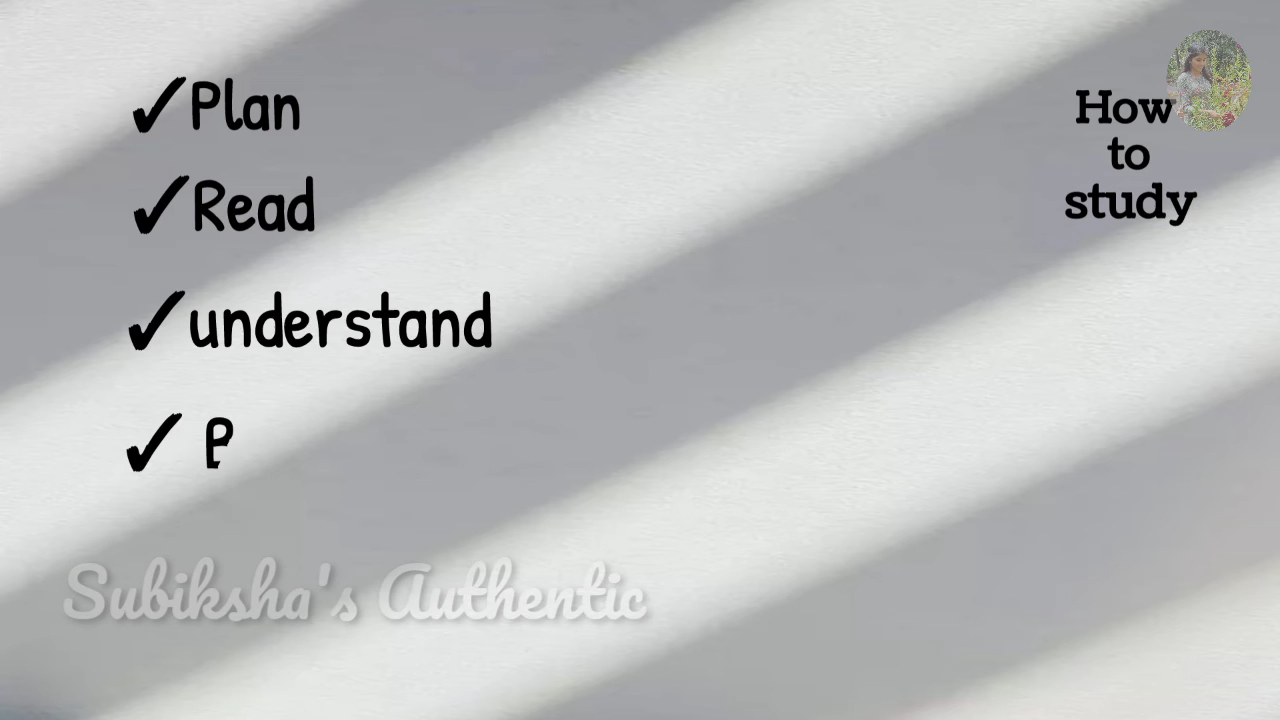 ✓Plan
✓Read
✓understand
✓
How
to
study
Subiksha's Authentic